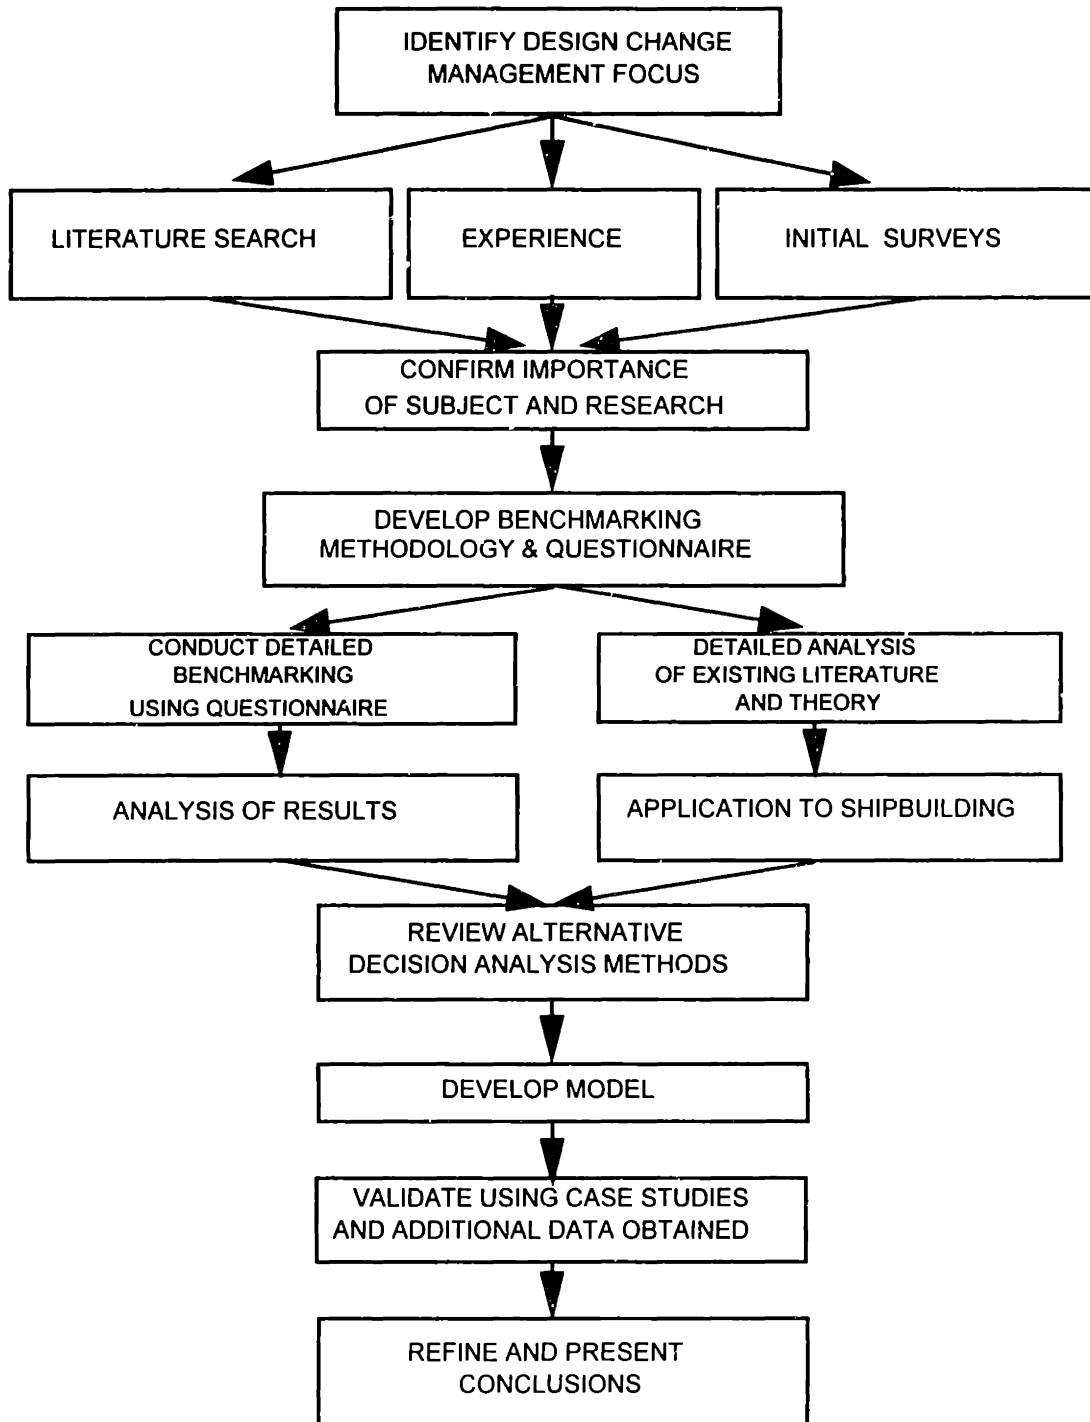 IDENTIFY DESIGN CHANGE
MANAGEMENT FOCUS
LITERATURE SEARCH
EXPERIENCE
INITIAL SURVEYS
CONFIRM IMPORTANCE
OF SUBJECT AND RESEARCH
DEVELOP BENCHMARKING
METHODOLOGY & QUESTIONNAIRE
CONDUCT DETAILED
BENCHMARKING
USING QUESTIONNAIRE
DETAILED ANALYSIS
OF EXISTING LITERATURE
AND THEORY
ANALYSIS OF RESULTS
APPLICATION TO SHIPBUILDING
REVIEW ALTERNATIVE
DECISION ANALYSIS METHODS
DEVELOP MODEL
VALIDATE USING CASE STUDIES
AND ADDITIONAL DATA OBTAINED
REFINE AND PRESENT
CONCLUSIONS